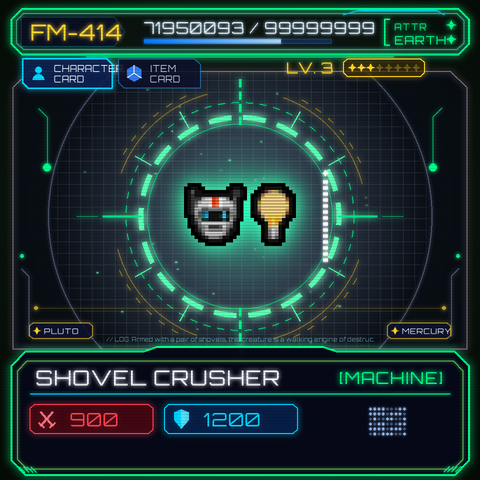 FM-414
71950093 / 99999999
ATTR
EARTH
CHARACTER
CARD
ITEM
CARD
LV. 3
PLUTO
MERCURY
// LOG: Armed with a pair of shovels, this creature is a walking engine of destruc.
SHOVEL CRUSHER
[MACHINE]
900
1200